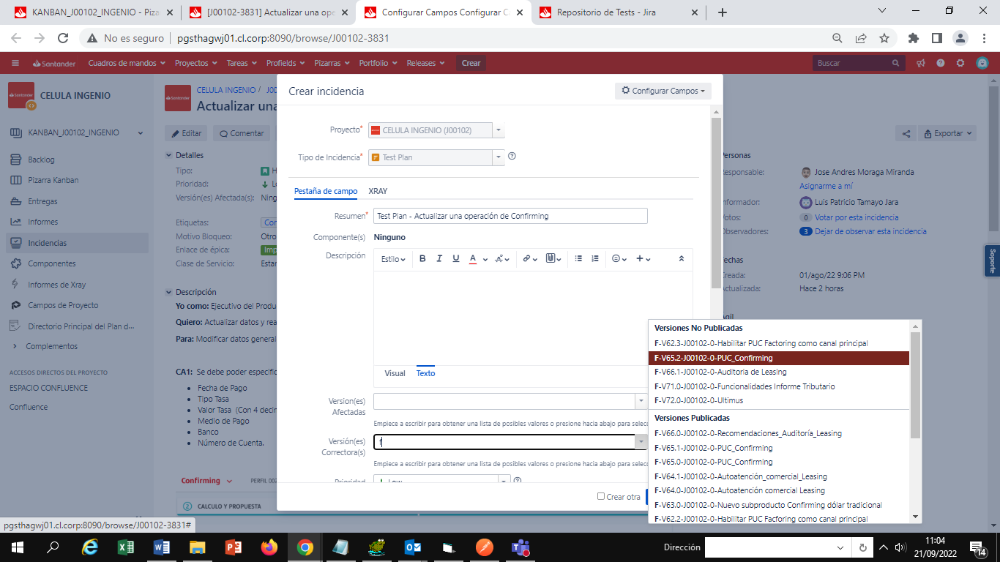 KANBAN_J00102_INGENIO - Piza
[J00102-3831] Actualizar una ope
Configurar Campos Configurar C
Repositorio de Tests - Jira
No es seguro
pgsthagwj01.cl.corp:8090/browse/J00102-3831
Santander
Cuadros de mandos
Proyectos
Tareas
Profields
Pizarras
Portfolio
Releases
Crear
Buscar
CELULA INGENIO
KANBAN_J00102_INGENIO
Backlog
Pizarra Kanban
Entregas
Informes
Incidencias
Componentes
Informes de Xray
Campos de Proyecto
Directorio Principal del Plan d...
Complementos
ACCESOS DIRECTOS DEL PROYECTO
ESPACIO CONFLUENCE
Confluence
CELULA INGENIO / J00
Actualizar una
Editar
Comentar
Exportar
Detalles
Tipo:
Prioridad:
Versión(es) Afectada(s): Ning
Etiquetas:
Motivo Bloqueo: Otro
Enlace de épica:
Clase de Servicio: Estar
Descripción
Yo como: Ejecutivo del Produ
Quiero: Actualizar datos y rea
Para: Modificar datos general
CA1: Se debe poder especific
Fecha de Pago
Tipo Tasa
Valor Tasa (Con 4 decir
Medio de Pago
Banco
Número de Cuenta.
Confirming
PERFIL 002
2 CALCULO Y PROPUESTA
Crear incidencia
Configurar Campos
Proyecto*
CELULA INGENIO (J00102)
Tipo de Incidencia*
Test Plan
Pestaña de campo
XRAY
Resumen*
Test Plan - Actualizar una operación de Confirming
Componente(s)
Ninguno
Descripción
Estilo
B I U A
Visual
Texto
Version(es) Afectadas
Empiece a escribir para obtener una lista de posibles valores o presione hacia abajo para selec
Versión(es) Correctora(s)
f
Empiece a escribir para obtener una lista de posibles valores o presione hacia abajo para selec
Prioridad
Low
Crear otra
Versiones No Publicadas
F-V62.3-J00102-0-Habilitar PUC Factoring como canal principal
F-V65.2-J00102-0-PUC_Confirming
F-V66.1-J00102-0-Auditoria de Leasing
F-V71.0-J00102-0-Funcionalidades Informe Tributario
F-V72.0-J00102-0-Ultimus
Versiones Publicadas
F-V66.0-J00102-0-Recomendaciones_Auditoría_Leasing
F-V65.1-J00102-0-PUC_Confirming
F-V65.0-J00102-0-PUC_Confirming
F-V64.1-J00102-0-Autoatención_comercial_Leasing
F-V64.0-J00102-0-Autoatención comercial Leasing
F-V63.0-J00102-0-Nuevo subproducto Confirming dólar tradicional
F-V62.2-J00102-0-Habilitar PUC Facforing como canal principal
Personas
Responsable:
Jose Andres Moraga Miranda
Asignarme a mí
Informador:
Luis Patricio Tamayo Jara
Votos:
0 Votar por esta incidencia
Observadores:
3 Dejar de observar esta incidencia
Fechas
Creada:
01/ago/22 9:06 PM
Actualizada:
Hace 2 horas
Agil
Soporte
pgsthagwj01.cl.corp:8090/browse/J00102-3831#
Dirección
11:04
21/09/2022
14